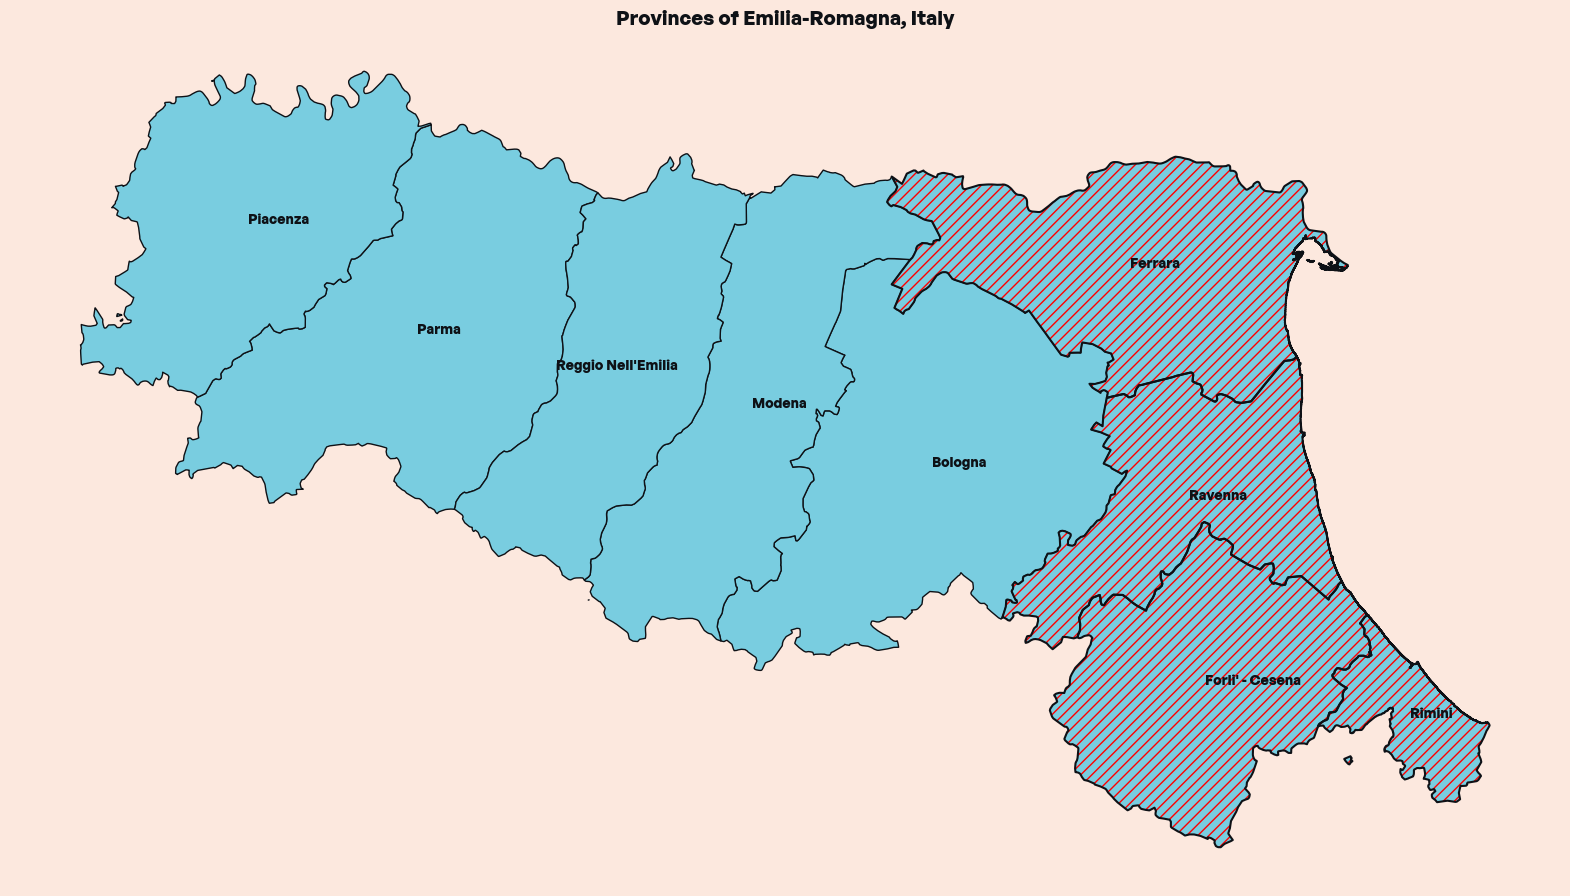 Provinces of Emilia-Romagna, Italy
Piacenza
Ferrara
Parma
Reggio Nell'Emilia
Modena
Bologna
Ravenna
Forli' - Cesena
Rimini